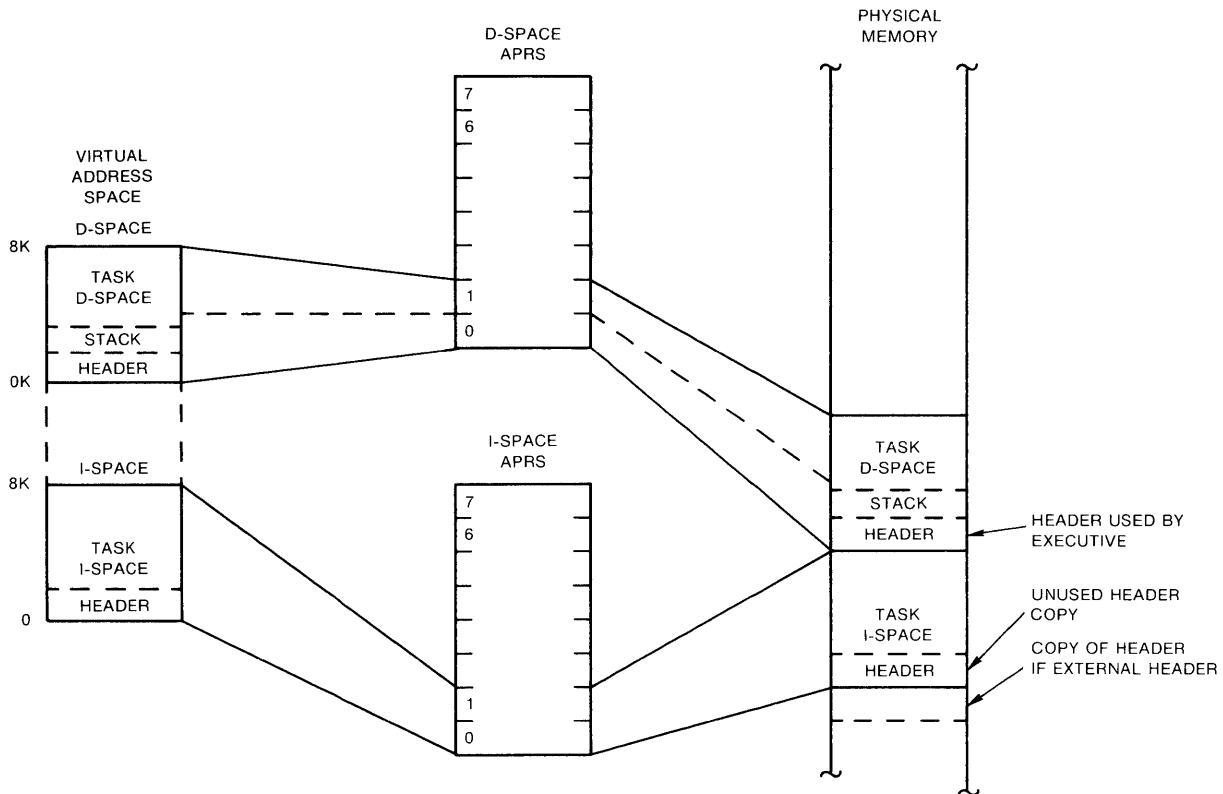 PHYSICAL
MEMORY
D-SPACE
APRS
7
6
1
0
VIRTUAL
ADDRESS
SPACE
D-SPACE
8K
TASK
D-SPACE
STACK
HEADER
0K
I-SPACE
8K
TASK
I-SPACE
HEADER
0
I-SPACE
APRS
7
6
1
0
TASK
D-SPACE
STACK
HEADER
TASK
I-SPACE
HEADER
HEADER USED BY
EXECUTIVE
UNUSED HEADER
COPY
COPY OF HEADER
IF EXTERNAL HEADER